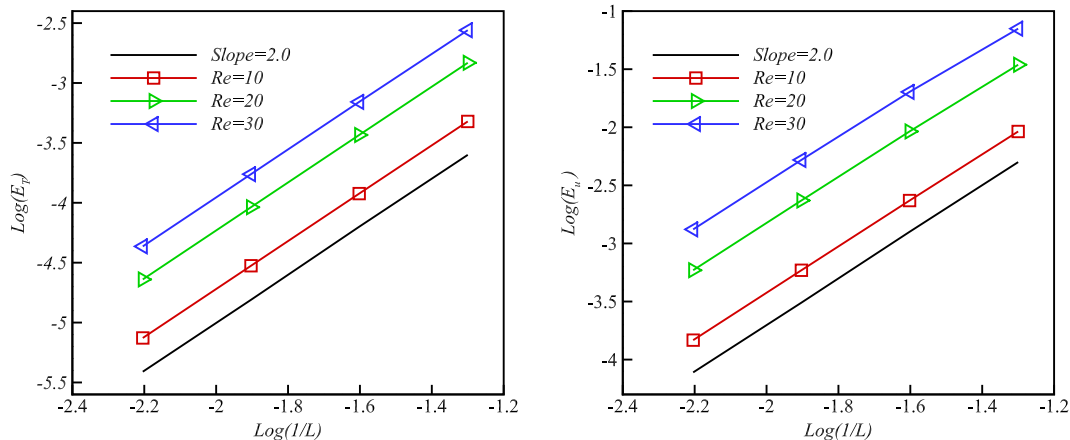 -2.5
-3
-3.5
-4
-4.5
-5
-5.5
Log(E_T)
Slope=2.0
Re=10
Re=20
Re=30
-2.4 -2.2 -2 -1.8 -1.6 -1.4 -1.2
Log(1/L)
-1
-1.5
-2
-2.5
-3
-3.5
-4
Log(E_u)
Slope=2.0
Re=10
Re=20
Re=30
-2.4 -2.2 -2 -1.8 -1.6 -1.4 -1.2
Log(1/L)